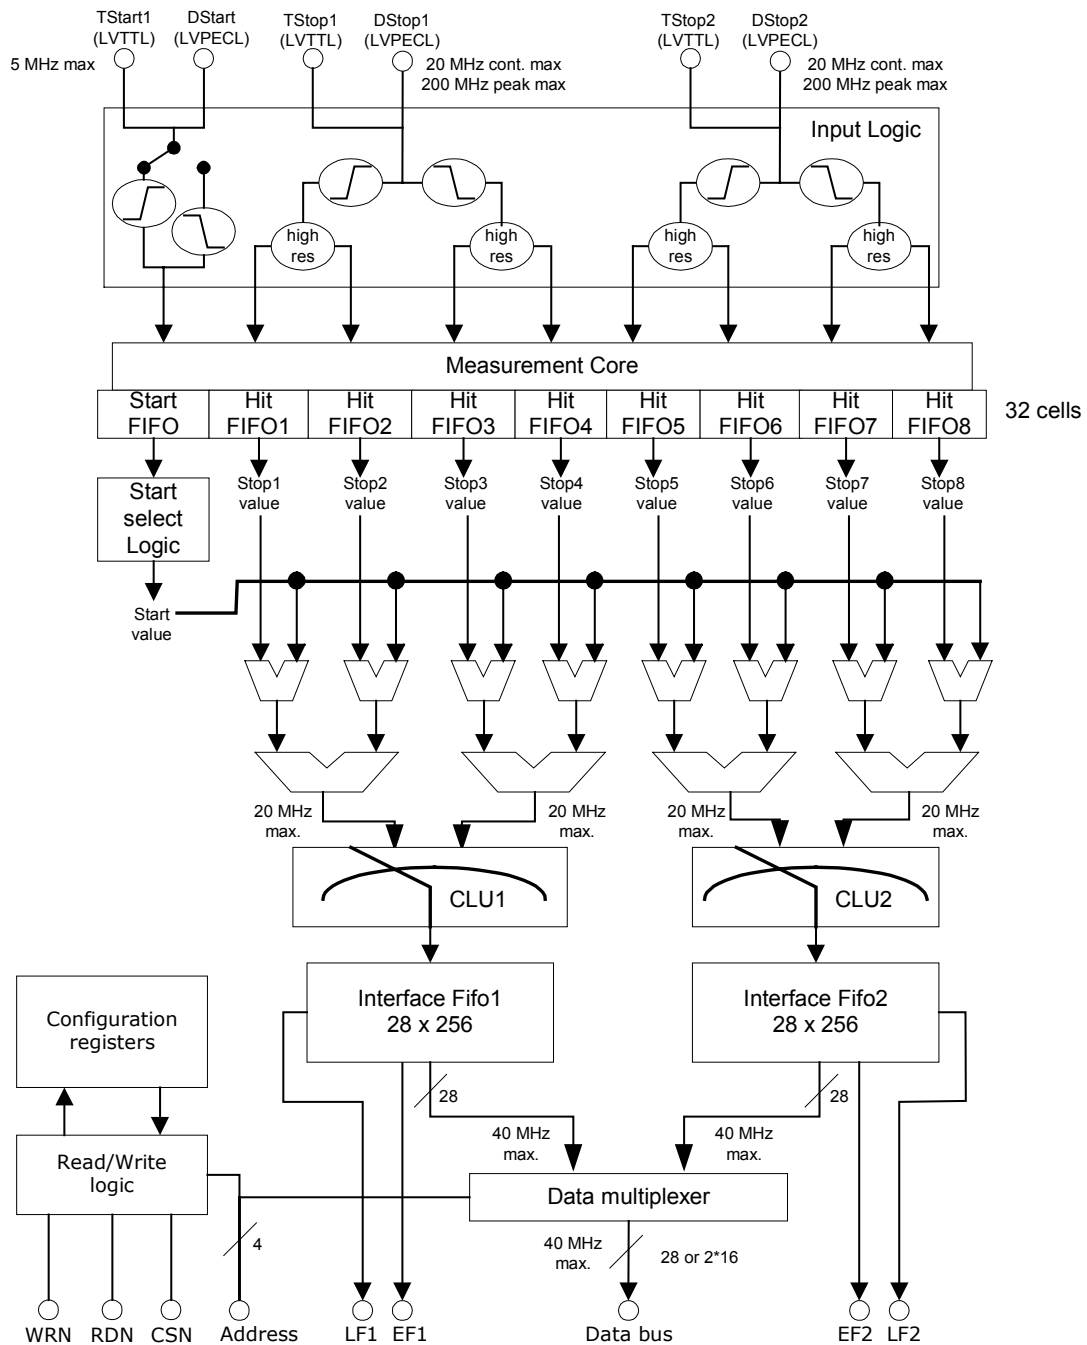 TStart1 DStart TStop1 DStop1 TStop2 DStop2
(LVTTL) (LVPECL) (LVTTL) (LVPECL) (LVTTL) (LVPECL)
5 MHz max 20 MHz cont. max 20 MHz cont. max
200 MHz peak max 200 MHz peak max
Input Logic
high high high high
res res res res
Measurement Core
Start Hit Hit Hit Hit Hit Hit Hit Hit
FIFO FIFO1 FIFO2 FIFO3 FIFO4 FIFO5 FIFO6 FIFO7 FIFO8
32 cells
Stop1 Stop2 Stop3 Stop4 Stop5 Stop6 Stop7 Stop8
value value value value value value value value
Start
select
Logic
Start
value
20 MHz 20 MHz 20 MHz 20 MHz
max. max. max. max.
CLU1 CLU2
Interface Fifo1 Interface Fifo2
28 x 256 28 x 256
Configuration
registers
28 28
40 MHz 40 MHz
max. max.
Read/Write
logic
Data multiplexer
4
40 MHz
max.
28 or 2*16
WRN RDN CSN Address LF1 EF1 Data bus EF2 LF2